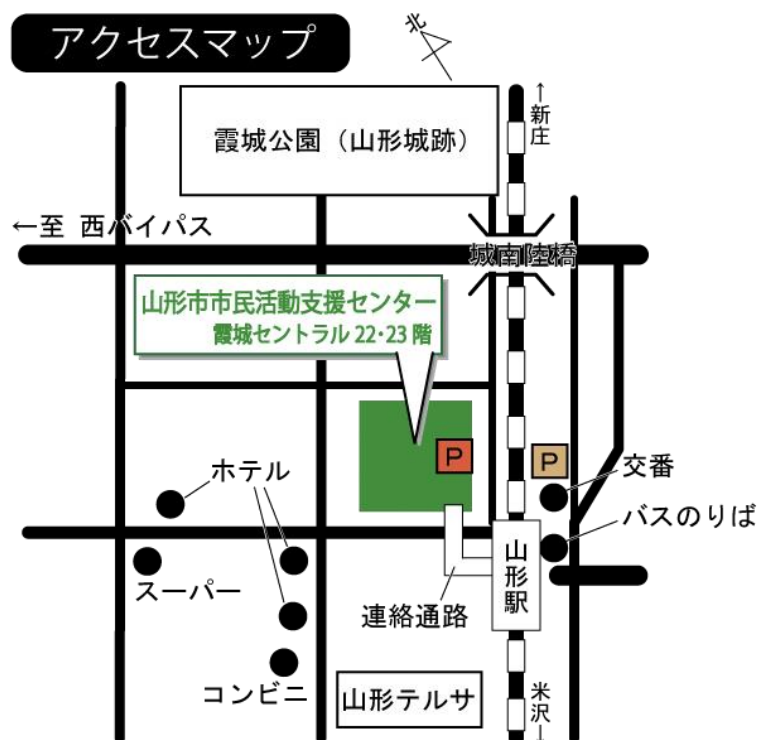 アクセスマップ
北
↑新庄
霞城公園（山形城跡）
←至 西バイパス
城南陸橋
山形市市民活動支援センター
霞城セントラル 22・23 階
P
P
ホテル
交番
バスのりば
山形駅
スーパー
連絡通路
コンビニ
山形テルサ
米沢↓